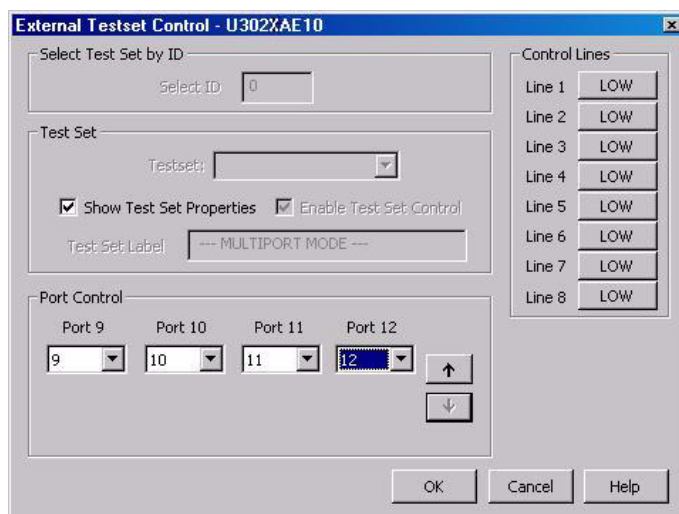 External Testset Control - U302XAE10
Select Test Set by ID
Select ID
0
Test Set
Testset:
Show Test Set Properties
Enable Test Set Control
Test Set Label
--- MULTIPORT MODE ---
Port Control
Port 9
Port 10
Port 11
Port 12
9
10
11
12
Control Lines
Line 1 LOW
Line 2 LOW
Line 3 LOW
Line 4 LOW
Line 5 LOW
Line 6 LOW
Line 7 LOW
Line 8 LOW
OK
Cancel
Help